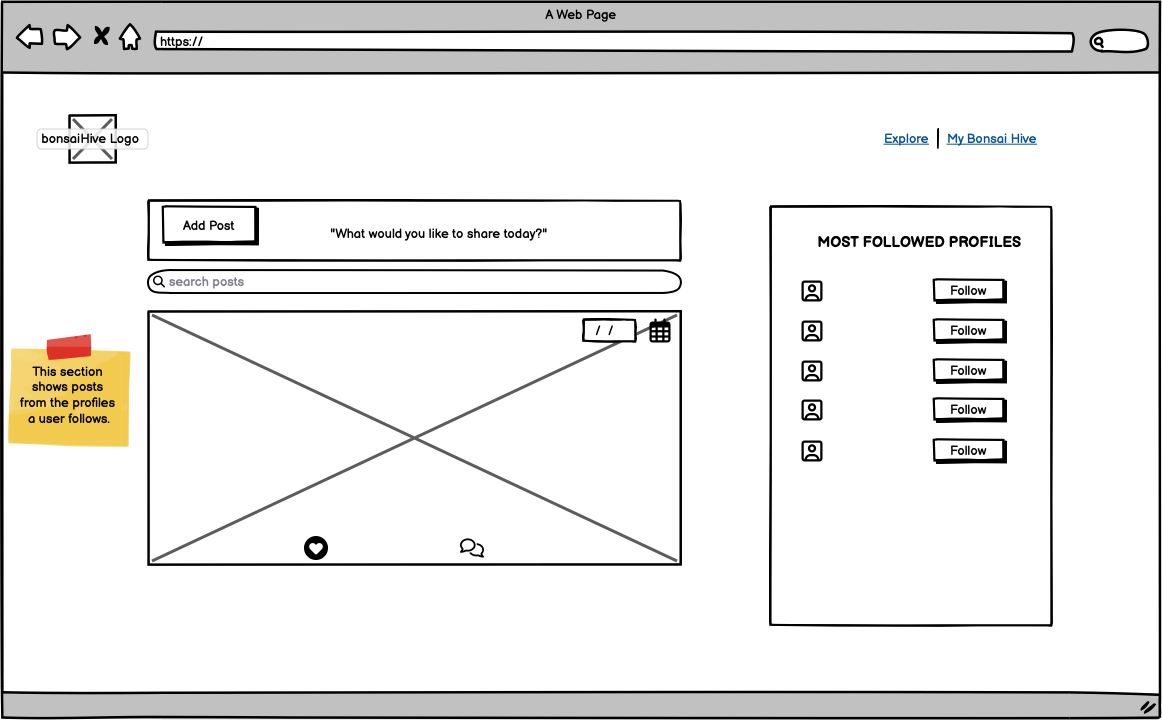 A Web Page
https://
bonsaiHive Logo
Explore
My Bonsai Hive
Add Post
"What would you like to share today?"
search posts
/ /
This section
shows posts
from the profiles
a user follows.
MOST FOLLOWED PROFILES
Follow
Follow
Follow
Follow
Follow